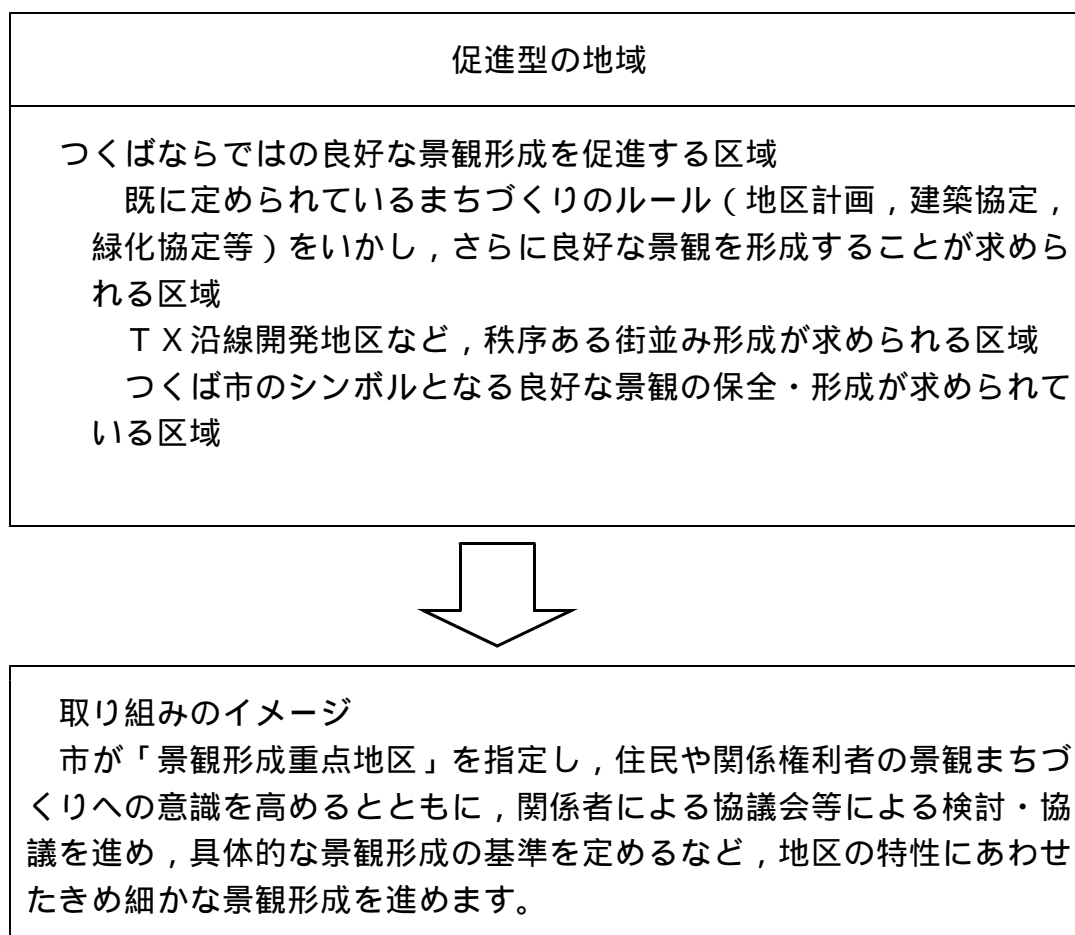 促進型の地域
つくばならではの良好な景観形成を促進する区域
既に定められているまちづくりのルール（地区計画，建築協定，
緑化協定等）をいかし，さらに良好な景観を形成することが求めら
れる区域
ＴＸ沿線開発地区など，秩序ある街並み形成が求められる区域
つくば市のシンボルとなる良好な景観の保全・形成が求められて
いる区域
取り組みのイメージ
市が「景観形成重点地区」を指定し，住民や関係権利者の景観まちづ
くりへの意識を高めるとともに，関係者による協議会等による検討・協
議を進め，具体的な景観形成の基準を定めるなど，地区の特性にあわせ
たきめ細かな景観形成を進めます。